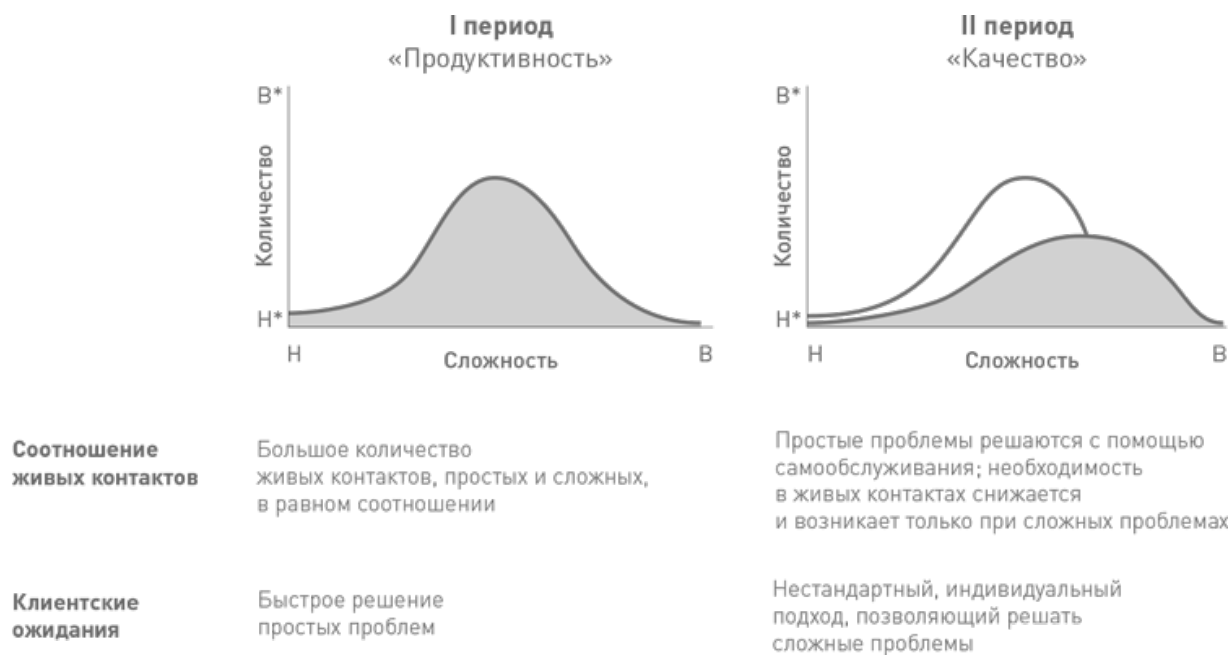 I период
«Продуктивность»
В*
Количество
Н*
Н
Сложность
В
II период
«Качество»
В*
Количество
Н*
Н
Сложность
В
Соотношение
живых контактов
Большое количество
живых контактов, простых и сложных,
в равном соотношении
Простые проблемы решаются с помощью
самообслуживания; необходимость
в живых контактах снижается
и возникает только при сложных проблемах
Клиентские
ожидания
Быстрое решение
простых проблем
Нестандартный, индивидуальный
подход, позволяющий решать
сложные проблемы